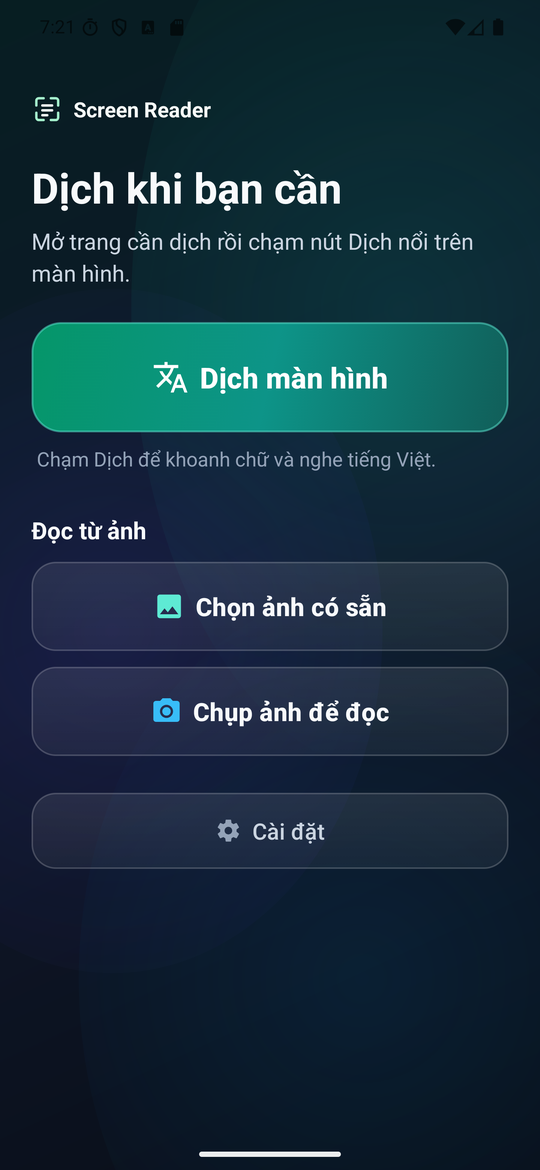 7:21
Screen Reader
Dịch khi bạn cần
Mở trang cần dịch rồi chạm nút Dịch nổi trên
màn hình.
Dịch màn hình
Chạm Dịch để khoanh chữ và nghe tiếng Việt.
Đọc từ ảnh
Chọn ảnh có sẵn
Chụp ảnh để đọc
Cài đặt